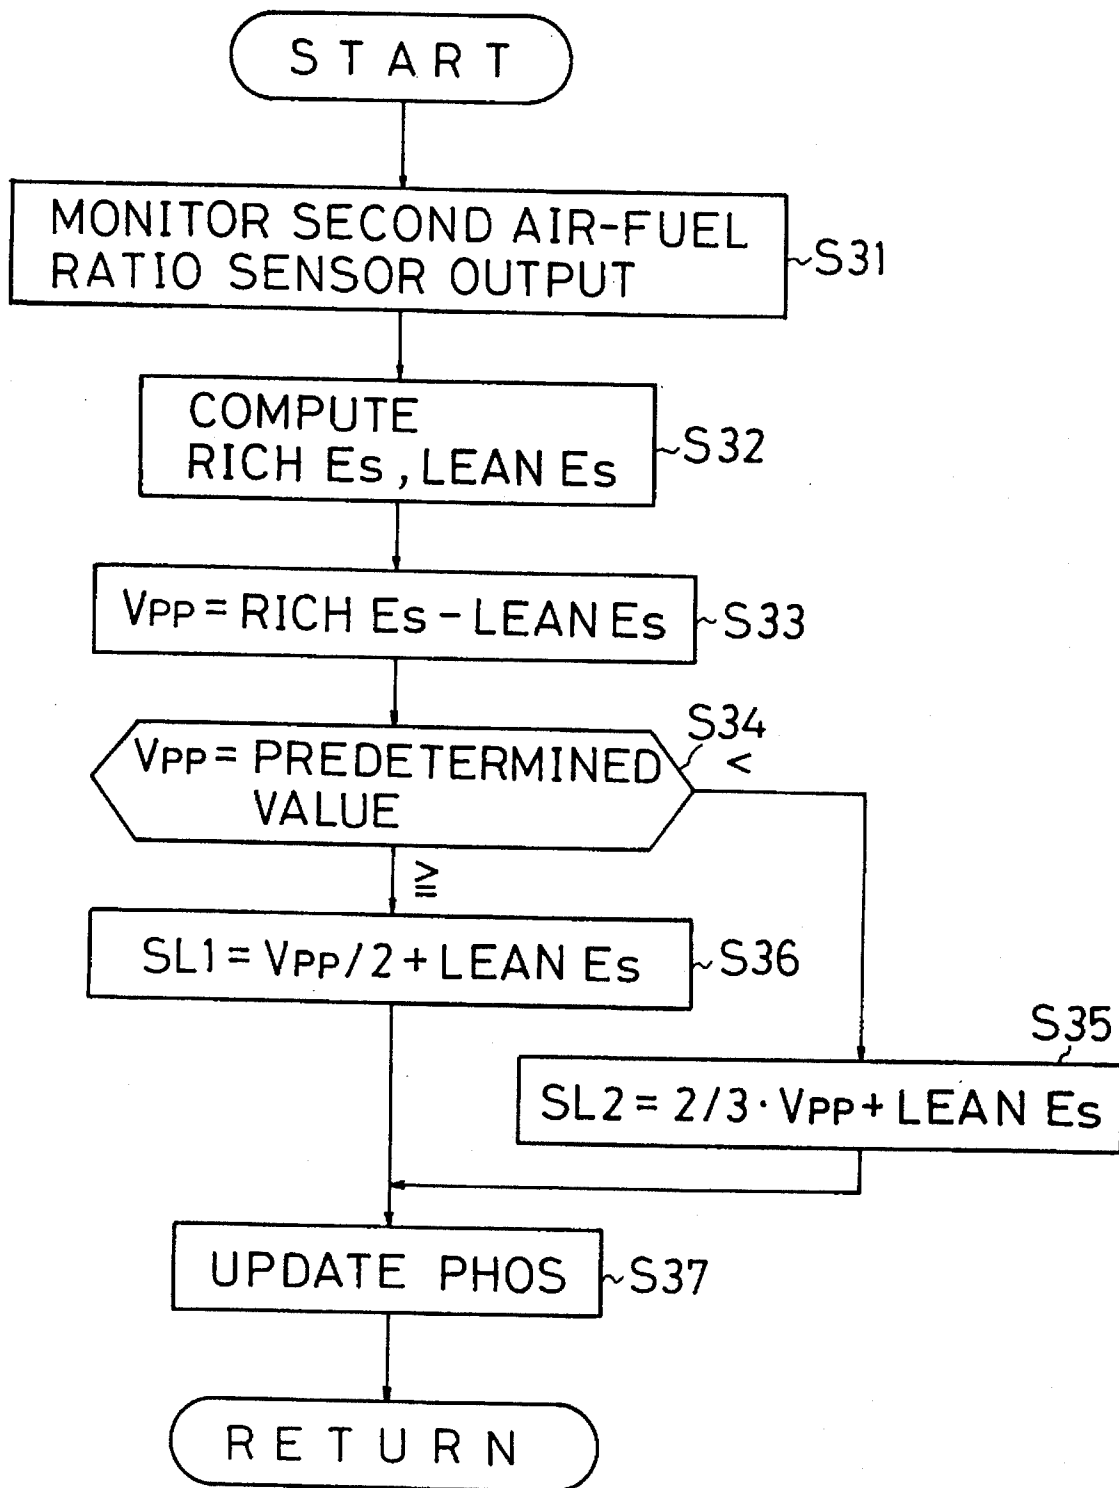 START
MONITOR SECOND AIR-FUEL
RATIO SENSOR OUTPUT
S31
COMPUTE
RICH Es, LEAN Es
S32
VPP = RICH Es - LEAN Es
S33
S34
VPP = PREDETERMINED
VALUE
<
≧
SL1 = VPP/2 + LEAN Es
S36
S35
SL2 = 2/3 · VPP + LEAN Es
UPDATE PHOS
S37
RETURN